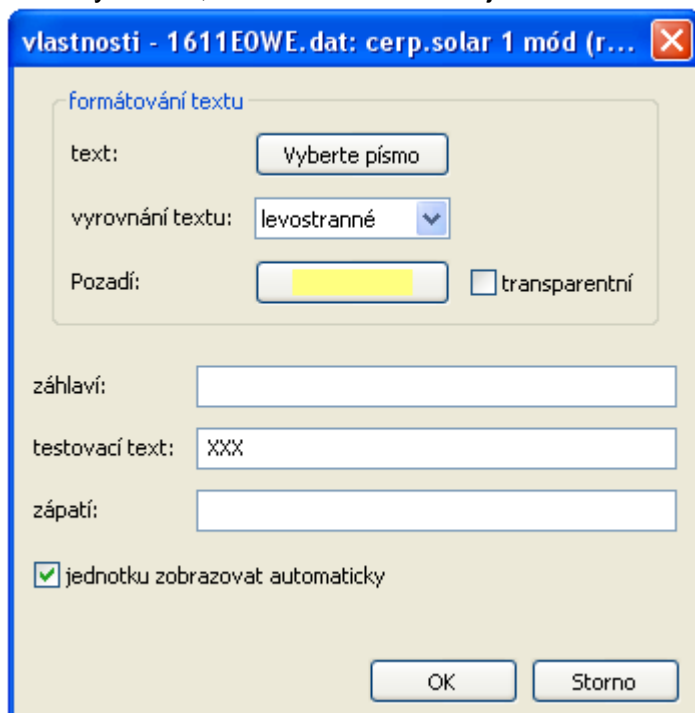 vlastnosti - 1611E0WE.dat: cerp.solar 1 mód (r...
formátování textu
text: Vyberte písmo
vyrovnání textu: levostranné
Pozadí: transparentní
záhlaví:
testovací text: XXX
zápatí:
jednotku zobrazovat automaticky
OK Storno